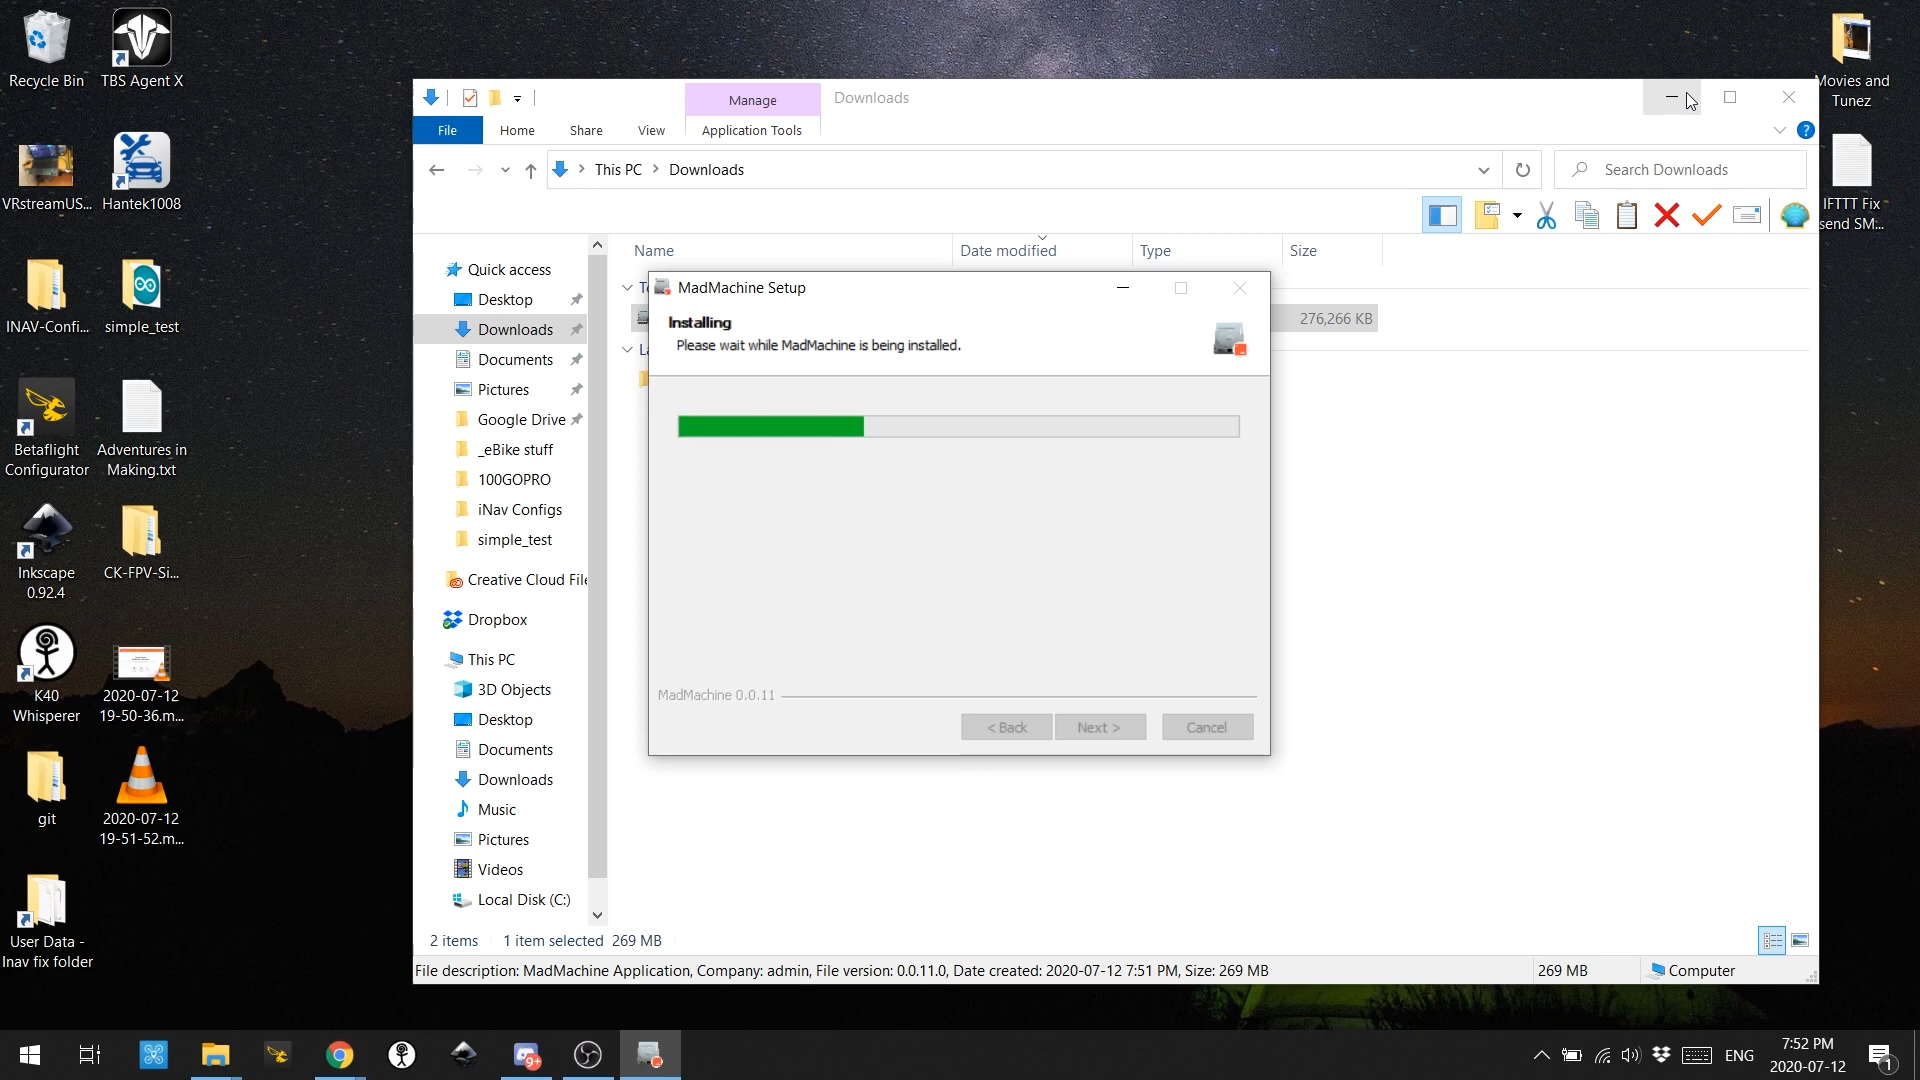 Recycle Bin
TBS Agent X
VRstreamUS...
Hantek1008
INAV-Confi...
simple_test
Betaflight
Configurator
Adventures in
Making.txt
Inkscape
0.92.4
CK-FPV-Si...
K40
Whisperer
2020-07-12
19-50-36.m...
git
2020-07-12
19-51-52.m...
User Data -
Inav fix folder
Movies and
Tunez
IFTTT Fix
send SM...
Manage
Downloads
File
Home
Share
View
Application Tools
This PC
Downloads
Search Downloads
Name
Date modified
Type
Size
276,266 KB
Quick access
Desktop
Downloads
Documents
Pictures
Google Drive
_eBike stuff
100GOPRO
iNav Configs
simple_test
Creative Cloud File
Dropbox
This PC
3D Objects
Desktop
Documents
Downloads
Music
Pictures
Videos
Local Disk (C:)
MadMachine Setup
Installing
Please wait while MadMachine is being installed.
MadMachine 0.0.11
< Back
Next >
Cancel
2 items
1 item selected 269 MB
File description: MadMachine Application, Company: admin, File version: 0.0.11.0, Date created: 2020-07-12 7:51 PM, Size: 269 MB
269 MB
Computer
9+
ENG
7:52 PM
2020-07-12
1